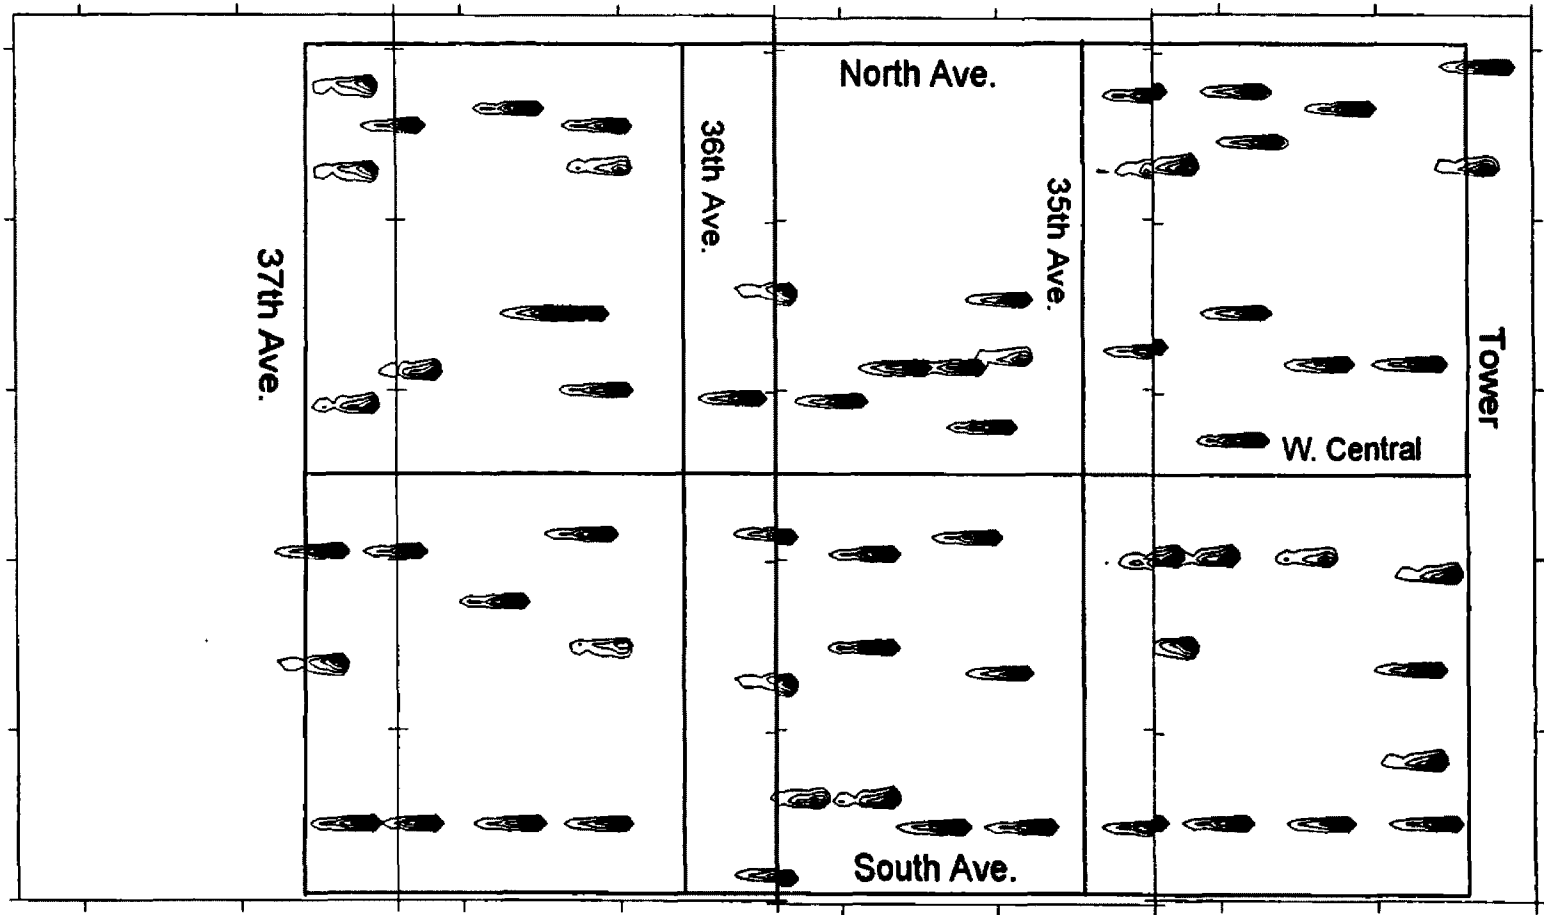 North Ave.
36th Ave.
35th Ave.
37th Ave.
Tower
W. Central
South Ave.